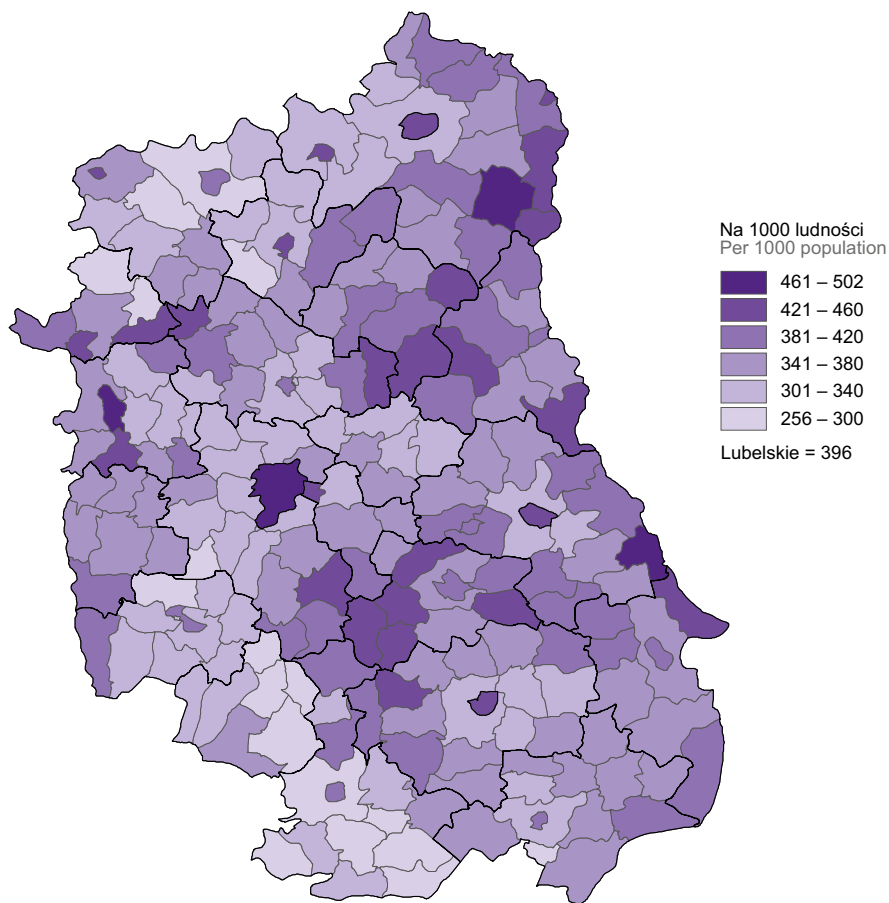 Na 1000 ludności
Per 1000 population
461 – 502
421 – 460
381 – 420
341 – 380
301 – 340
256 – 300
Lubelskie = 396